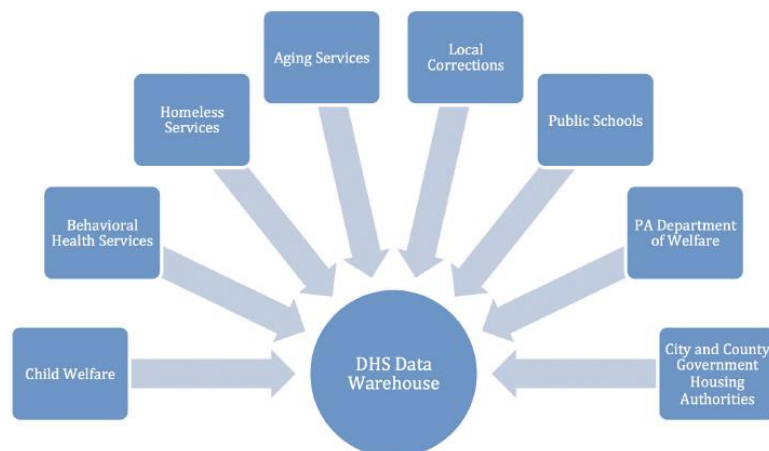 Aging Services
Local
Corrections
Homeless
Services
Public Schools
Behavioral
Health Services
PA Department
of Welfare
Child Welfare
DHS Data
Warehouse
City and County
Government
Housing
Authorities